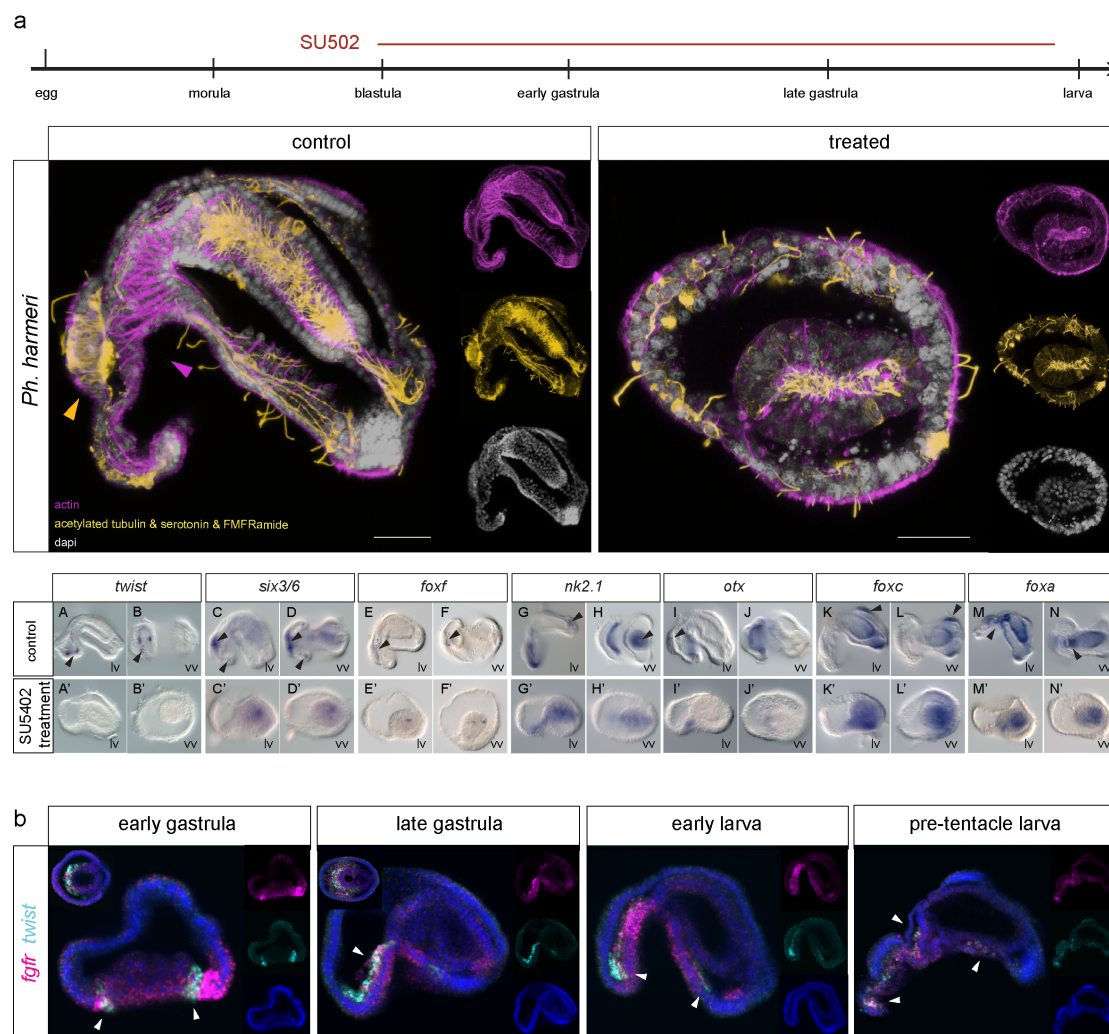 a
SU502
egg morula blastula early gastrula late gastrula larva
control treated
Ph. harmeri
actin
acetylated tubulin & serotonin & FMFRamide
dapi
twist six3/6 foxf nk2.1 otx foxc foxa
control
A B C D E F G H I J K L M N
lv vv lv vv lv vv lv vv lv vv lv vv lv vv
SU5402
treatment
A' B' C' D' E' F' G' H' I' J' K' L' M' N'
lv vv lv vv lv vv lv vv lv vv lv vv lv vv
b
early gastrula late gastrula early larva pre-tentacle larva
fgfr twist